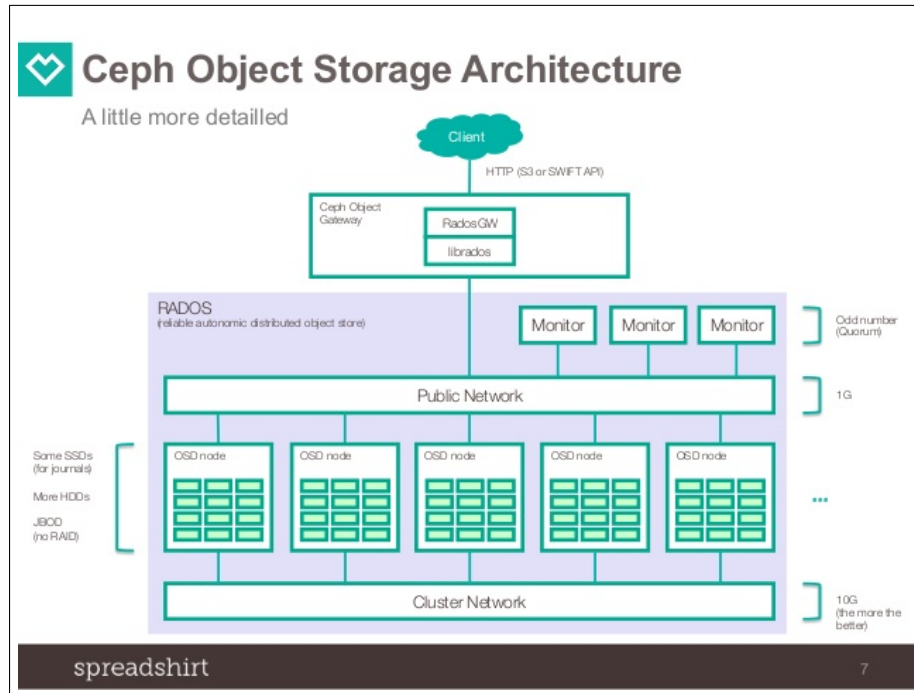 Ceph Object Storage Architecture
A little more detailled
Client
HTTP (S3 or SWIFT API)
Ceph Object
Gateway
RadosGW
librados
RADOS
(reliable autonomic distributed object store)
Monitor
Monitor
Monitor
Odd number
(Quorum)
Public Network
1G
Some SSDs
(for journals)
More HDDs
JBOD
(no RAID)
OSD node
OSD node
OSD node
OSD node
OSD node
...
Cluster Network
10G
(the more the
better)
spreadshirt
7